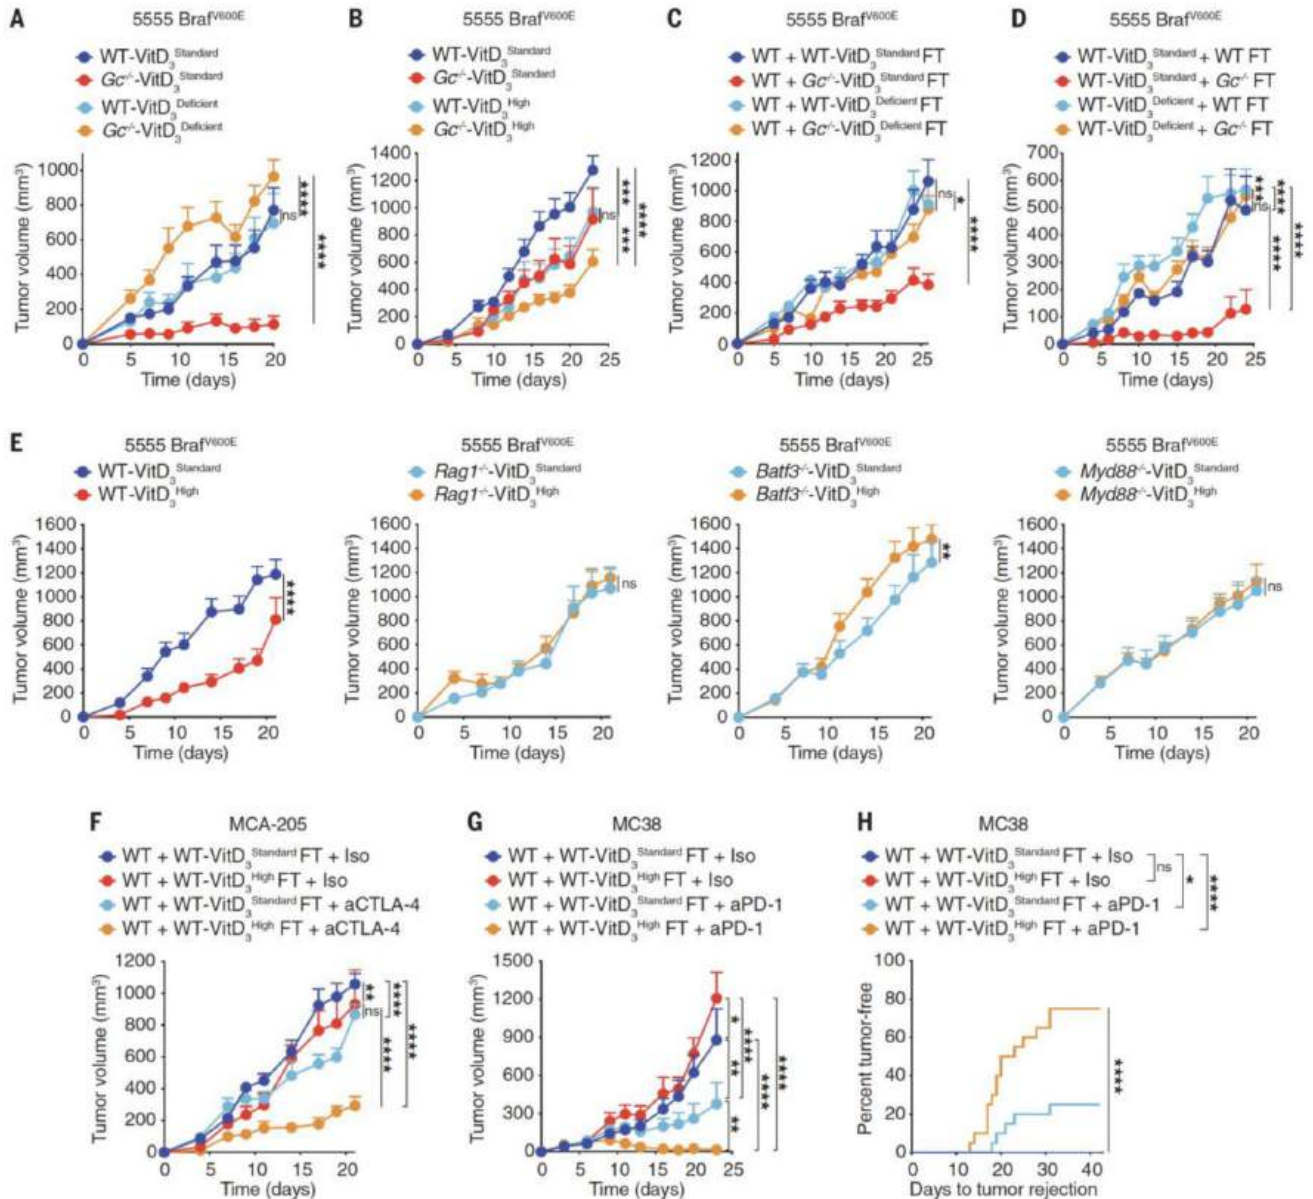 A
5555 Braf^V600E
WT-VitD₃^Standard
Gc^-/--VitD₃^Standard
WT-VitD₃^Deficient
Gc^-/--VitD₃^Deficient
Tumor volume (mm³)
1000
800
600
400
200
0
0 5 10 15 20
Time (days)
****
ns
****
B
5555 Braf^V600E
WT-VitD₃^Standard
Gc^-/--VitD₃^Standard
WT-VitD₃^High
Gc^-/--VitD₃^High
Tumor volume (mm³)
1400
1200
1000
800
600
400
200
0
0 5 10 15 20 25
Time (days)
ns
***
****
C
5555 Braf^V600E
WT + WT-VitD₃^Standard FT
WT + Gc^-/--VitD₃^Standard FT
WT + WT-VitD₃^Deficient FT
WT + Gc^-/--VitD₃^Deficient FT
Tumor volume (mm³)
1200
1000
800
600
400
200
0
0 5 10 15 20 25
Time (days)
ns
*
****
D
5555 Braf^V600E
WT-VitD₃^Standard + WT FT
WT-VitD₃^Standard + Gc^-/- FT
WT-VitD₃^Deficient + WT FT
WT-VitD₃^Deficient + Gc^-/- FT
Tumor volume (mm³)
700
600
500
400
300
200
100
0
0 5 10 15 20 25
Time (days)
ns
****
****
****
E
5555 Braf^V600E
WT-VitD₃^Standard
WT-VitD₃^High
Tumor volume (mm³)
1600
1400
1200
1000
800
600
400
200
0
0 5 10 15 20
Time (days)
****
5555 Braf^V600E
Rag1^-/--VitD₃^Standard
Rag1^-/--VitD₃^High
Tumor volume (mm³)
1600
1400
1200
1000
800
600
400
200
0
0 5 10 15 20
Time (days)
ns
5555 Braf^V600E
Batf3^-/--VitD₃^Standard
Batf3^-/--VitD₃^High
Tumor volume (mm³)
1600
1400
1200
1000
800
600
400
200
0
0 5 10 15 20
Time (days)
**
5555 Braf^V600E
Myd88^-/--VitD₃^Standard
Myd88^-/--VitD₃^High
Tumor volume (mm³)
1600
1400
1200
1000
800
600
400
200
0
0 5 10 15 20
Time (days)
ns
F
MCA-205
WT + WT-VitD₃^Standard FT + Iso
WT + WT-VitD₃^High FT + Iso
WT + WT-VitD₃^Standard FT + aCTLA-4
WT + WT-VitD₃^High FT + aCTLA-4
Tumor volume (mm³)
1200
1000
800
600
400
200
0
0 5 10 15 20
Time (days)
**
ns
****
****
****
G
MC38
WT + WT-VitD₃^Standard FT + Iso
WT + WT-VitD₃^High FT + Iso
WT + WT-VitD₃^Standard FT + aPD-1
WT + WT-VitD₃^High FT + aPD-1
Tumor volume (mm³)
1500
1200
900
600
300
0
0 5 10 15 20 25
Time (days)
*
**
**
****
****
****
H
MC38
WT + WT-VitD₃^Standard FT + Iso
WT + WT-VitD₃^High FT + Iso
WT + WT-VitD₃^Standard FT + aPD-1
WT + WT-VitD₃^High FT + aPD-1
ns
*
****
Percent tumor-free
100
80
60
40
20
0
0 10 20 30 40
Days to tumor rejection
****